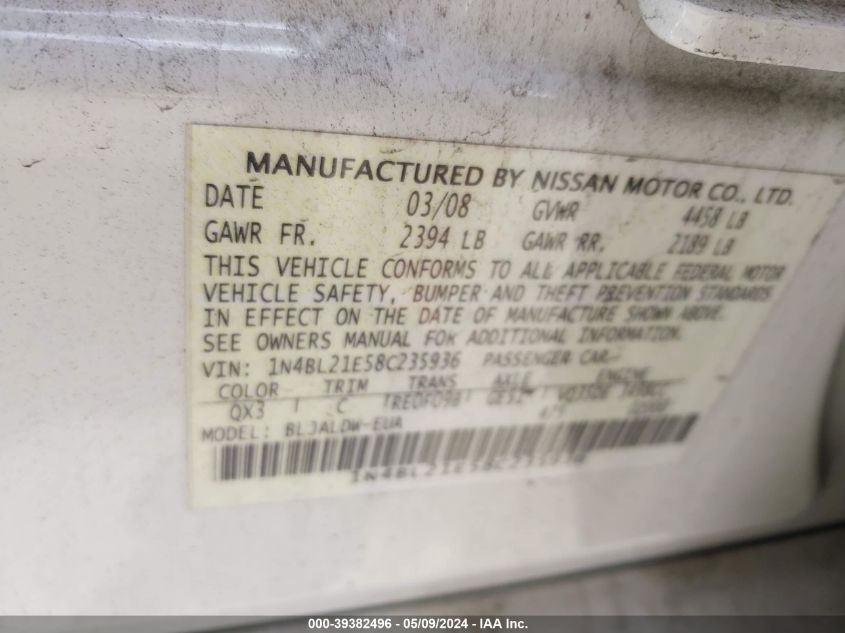 MANUFACTURED BY NISSAN MOTOR CO., LTD.
DATE 03/08 GVWR 4458 LB
GAWR FR. 2394 LB GAWR RR. 2189 LB
THIS VEHICLE CONFORMS TO ALL APPLICABLE FEDERAL MOTOR
VEHICLE SAFETY, BUMPER AND THEFT PREVENTION STANDARDS
IN EFFECT ON THE DATE OF MANUFACTURE SHOWN ABOVE.
SEE OWNERS MANUAL FOR ADDITIONAL INFORMATION.
VIN: 1N4BL21E58C235936 PASSENGER CAR
COLOR TRIM TRANS AXLE ENGINE
QX3 C
MODEL: BLJALDW-EUA
1N4BL21E58C235936
000-39382496 - 05/09/2024 - IAA Inc.